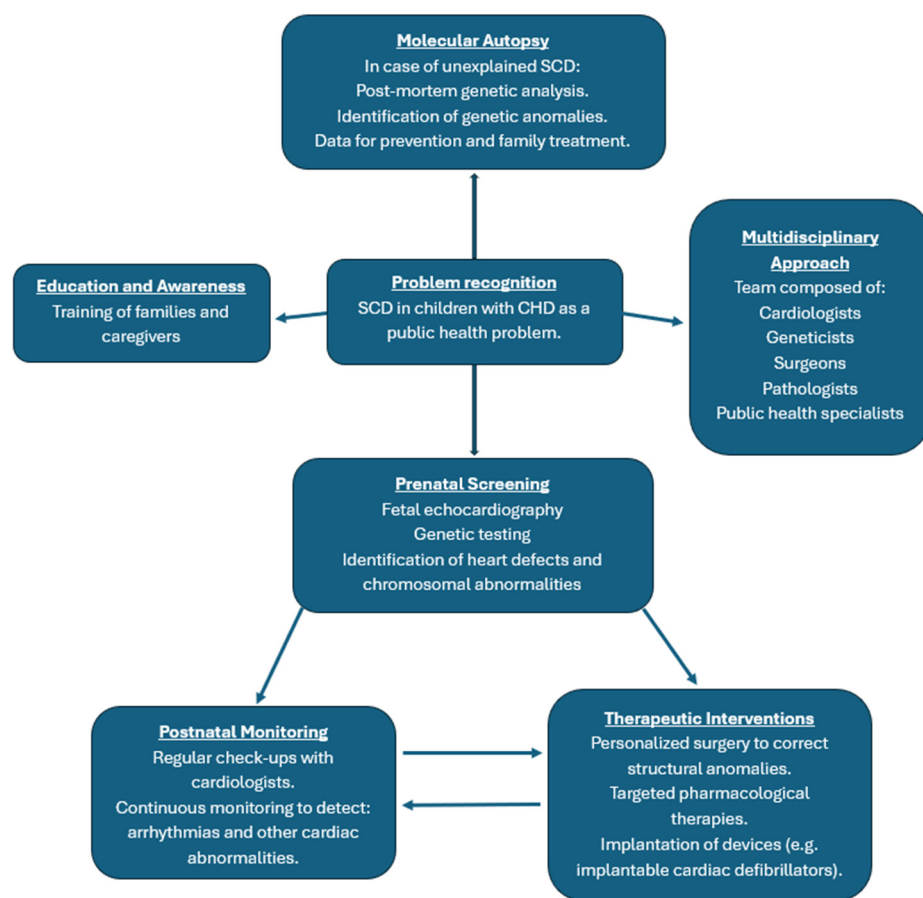 Molecular Autopsy
In case of unexplained SCD:
Post-mortem genetic analysis.
Identification of genetic anomalies.
Data for prevention and family treatment.
Education and Awareness
Training of families and
caregivers
Problem recognition
SCD in children with CHD as a
public health problem.
Multidisciplinary
Approach
Team composed of:
Cardiologists
Geneticists
Surgeons
Pathologists
Public health specialists
Prenatal Screening
Fetal echocardiography
Genetic testing
Identification of heart defects and
chromosomal abnormalities
Postnatal Monitoring
Regular check-ups with
cardiologists.
Continuous monitoring to detect:
arrhythmias and other cardiac
abnormalities.
Therapeutic Interventions
Personalized surgery to correct
structural anomalies.
Targeted pharmacological
therapies.
Implantation of devices (e.g.
implantable cardiac defibrillators).